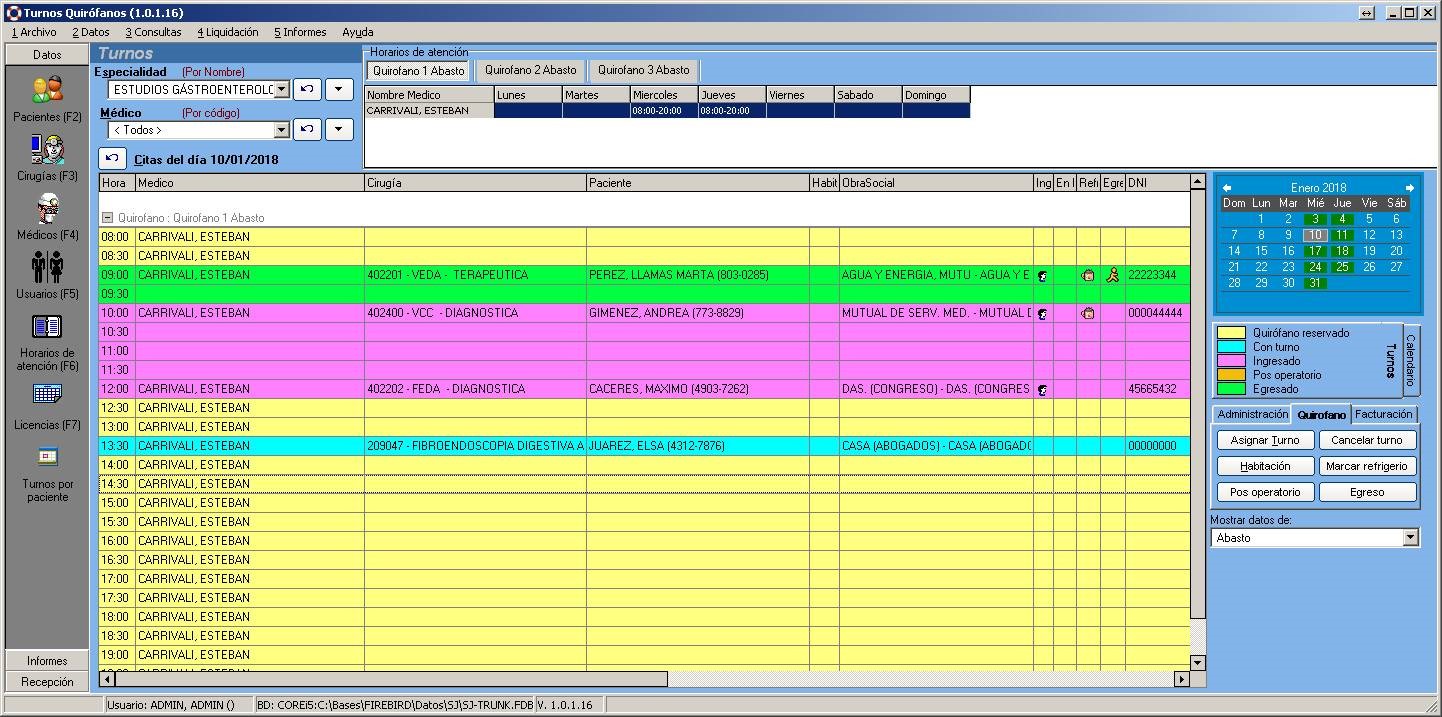 Turnos Quirófanos (1.0.1.16)
1 Archivo 2 Datos 3 Consultas 4 Liquidación 5 Informes Ayuda
Datos
Pacientes (F2)
Cirugías (F3)
Médicos (F4)
Usuarios (F5)
Horarios de
atención (F6)
Licencias (F7)
Turnos por
paciente
Informes
Recepción
Turnos
Especialidad (Por Nombre)
ESTUDIOS GÁSTROENTEROLC
Médico (Por código)
< Todos >
Citas del día 10/01/2018
Horarios de atención
Quirofano 1 Abasto Quirofano 2 Abasto Quirofano 3 Abasto
Nombre Medico Lunes Martes Miercoles Jueves Viernes Sabado Domingo
CARRIVALI, ESTEBAN 08:00-20:00 08:00-20:00
Hora Medico Cirugía Paciente Habit ObraSocial Ing En I Refri Egre DNI
Quirofano : Quirofano 1 Abasto
08:00 CARRIVALI, ESTEBAN
08:30 CARRIVALI, ESTEBAN
09:00 CARRIVALI, ESTEBAN 402201 - VEDA - TERAPEUTICA PEREZ, LLAMAS MARTA (803-0285) AGUA Y ENERGIA, MUTU - AGUA Y E 22223344
09:30
10:00 CARRIVALI, ESTEBAN 402400 - VCC - DIAGNOSTICA GIMENEZ, ANDREA (773-8829) MUTUAL DE SERV. MED. - MUTUAL D 000044444
10:30
11:00
11:30
12:00 CARRIVALI, ESTEBAN 402202 - FEDA - DIAGNOSTICA CACERES, MAXIMO (4903-7262) DAS. (CONGRESO) - DAS. (CONGRES 45665432
12:30 CARRIVALI, ESTEBAN
13:00 CARRIVALI, ESTEBAN
13:30 CARRIVALI, ESTEBAN 209047 - FIBROENDOSCOPIA DIGESTIVA A JUAREZ, ELSA (4312-7876) CASA (ABOGADOS) - CASA (ABOGADO 00000000
14:00 CARRIVALI, ESTEBAN
14:30 CARRIVALI, ESTEBAN
15:00 CARRIVALI, ESTEBAN
15:30 CARRIVALI, ESTEBAN
16:00 CARRIVALI, ESTEBAN
16:30 CARRIVALI, ESTEBAN
17:00 CARRIVALI, ESTEBAN
17:30 CARRIVALI, ESTEBAN
18:00 CARRIVALI, ESTEBAN
18:30 CARRIVALI, ESTEBAN
19:00 CARRIVALI, ESTEBAN
Enero 2018
Dom Lun Mar Mié Jue Vie Sáb
1 2 3 4 5 6
7 8 9 10 11 12 13
14 15 16 17 18 19 20
21 22 23 24 25 26 27
28 29 30 31
Quirófano reservado
Con turno
Ingresado
Pos operatorio
Egresado
Turnos
Calendario
Administración Quirofano Facturación
Asignar Turno Cancelar turno
Habitación Marcar refrigerio
Pos operatorio Egreso
Mostrar datos de:
Abasto
Usuario: ADMIN, ADMIN () BD: COREi5:C:\Bases\FIREBIRD\Datos\SJ\SJ-TRUNK.FDB V. 1.0.1.16